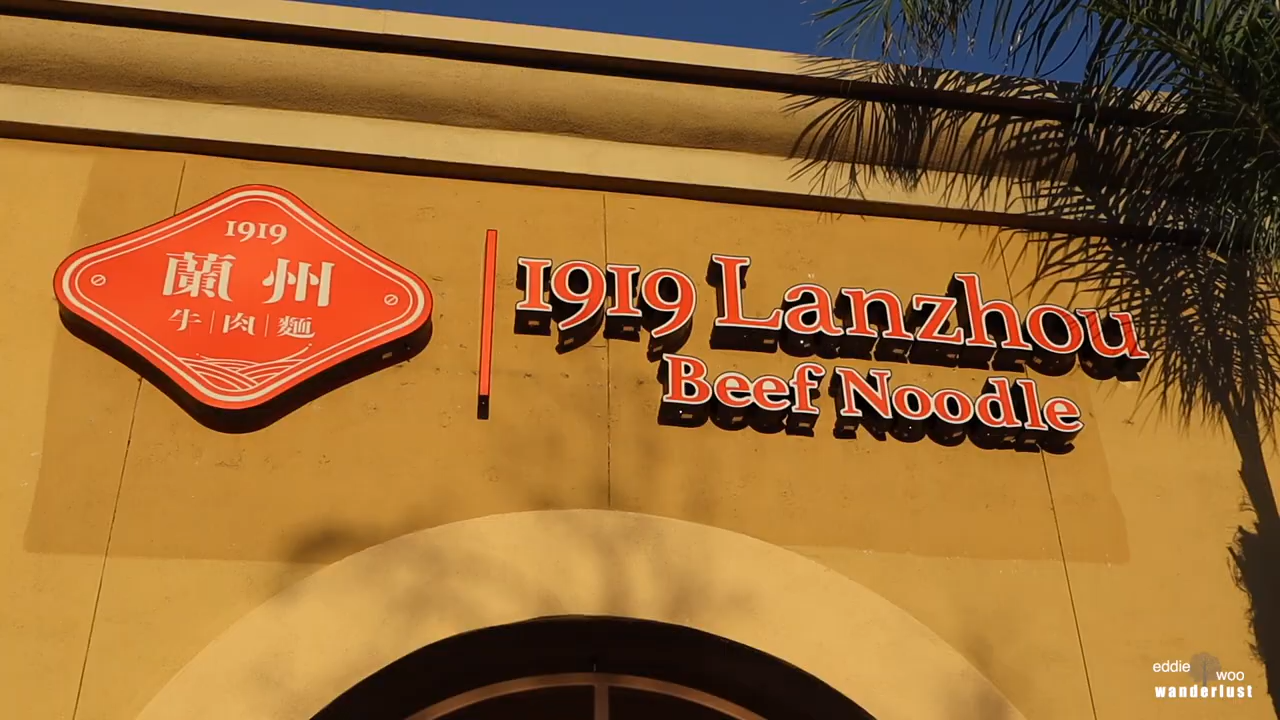 1919
蘭州
牛|肉|麵
1919 Lanzhou
Beef Noodle
eddie woo
wanderlust